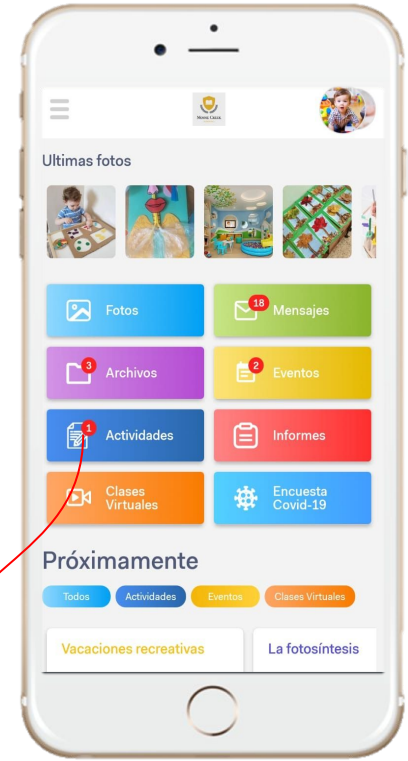 Ultimas fotos
Fotos
18
Mensajes
3
Archivos
2
Eventos
1
Actividades
Informes
Clases
Virtuales
Encuesta
Covid-19
Próximamente
Todos
Actividades
Eventos
Clases Virtuales
Vacaciones recreativas
La fotosíntesis